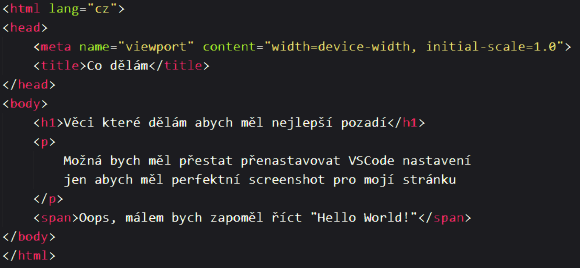 <html lang="cz">
<head>
<meta name="viewport" content="width=device-width, initial-scale=1.0">
<title>Co dělám</title>
</head>
<body>
<h1>Věci které dělám abych měl nejlepší pozadí</h1>
<p>
Možná bych měl přestat přenastavovat VSCode nastavení
jen abych měl perfektní screenshot pro mojí stránku
</p>
<span>Oops, málem bych zapoměl říct "Hello World!"</span>
</body>
</html>